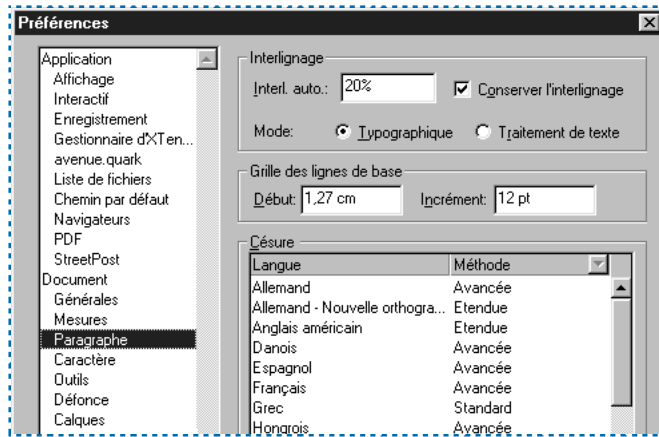 Préférences
Application
Affichage
Interactif
Enregistrement
Gestionnaire d'XTen...
avenue.quark
Liste de fichiers
Chemin par défaut
Navigateurs
PDF
StreetPost
Document
Générales
Mesures
Paragraphe
Caractère
Outils
Défonce
Calques
Interlignage
Interl. auto.: 20% Conserver l'interlignage
Mode: Typographique Traitement de texte
Grille des lignes de base
Début: 1,27 cm Incrément: 12 pt
Césure
Langue Méthode
Allemand Avancée
Allemand - Nouvelle orthogra... Etendue
Anglais américain Etendue
Danois Avancée
Espagnol Avancée
Français Avancée
Grec Standard
Hongrois Avancée